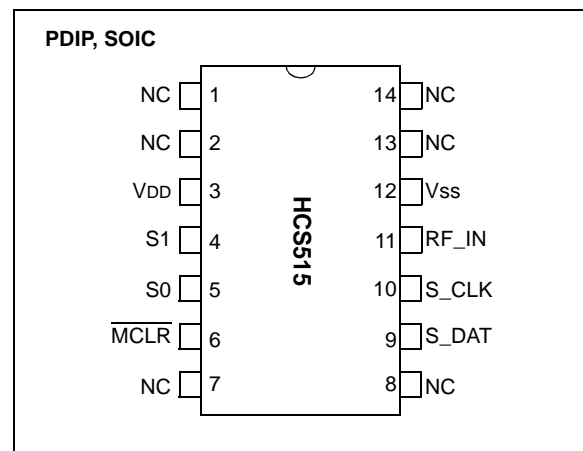 PDIP, SOIC
NC 1 14 NC
NC 2 13 NC
VDD 3 12 Vss
S1 4 11 RF_IN
S0 5 10 S_CLK
MCLR 6 9 S_DAT
NC 7 8 NC
HCS515